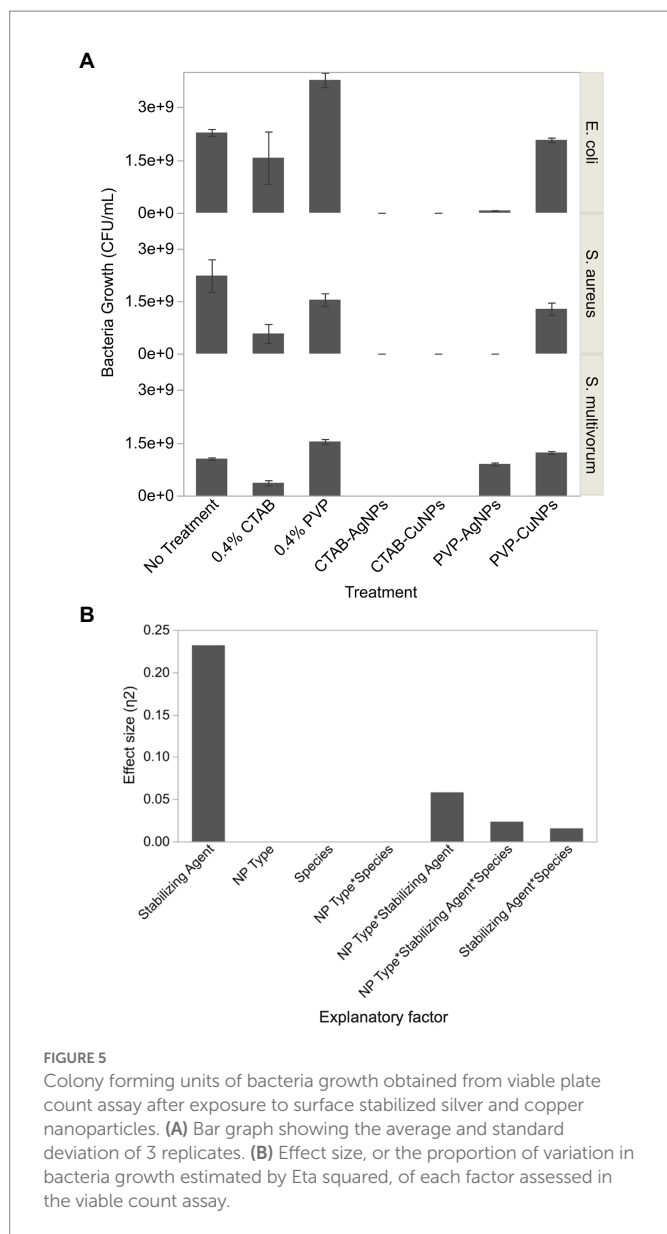 A
Bacteria Growth (CFU/mL)
3e+9
1.5e+9
0e+0
E. coli
3e+9
1.5e+9
0e+0
S. aureus
3e+9
1.5e+9
0e+0
S. multivorum
No Treatment
0.4% CTAB
0.4% PVP
CTAB-AgNPs
CTAB-CuNPs
PVP-AgNPs
PVP-CuNPs
Treatment
B
Effect size (η2)
0.25
0.20
0.15
0.10
0.05
0.00
Stabilizing Agent
NP Type
Species
NP Type*Species
NP Type*Stabilizing Agent
NP Type*Stabilizing Agent*Species
Stabilizing Agent*Species
Explanatory factor
FIGURE 5
Colony forming units of bacteria growth obtained from viable plate
count assay after exposure to surface stabilized silver and copper
nanoparticles. (A) Bar graph showing the average and standard
deviation of 3 replicates. (B) Effect size, or the proportion of variation in
bacteria growth estimated by Eta squared, of each factor assessed in
the viable count assay.